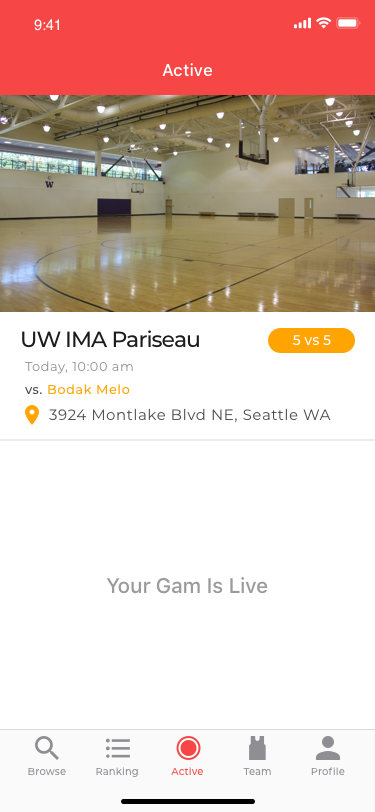 9:41
Active
W
UW IMA Pariseau
5 vs 5
Today, 10:00 am
vs. Bodak Melo
3924 Montlake Blvd NE, Seattle WA
Your Gam Is Live
Browse Ranking Active Team Profile